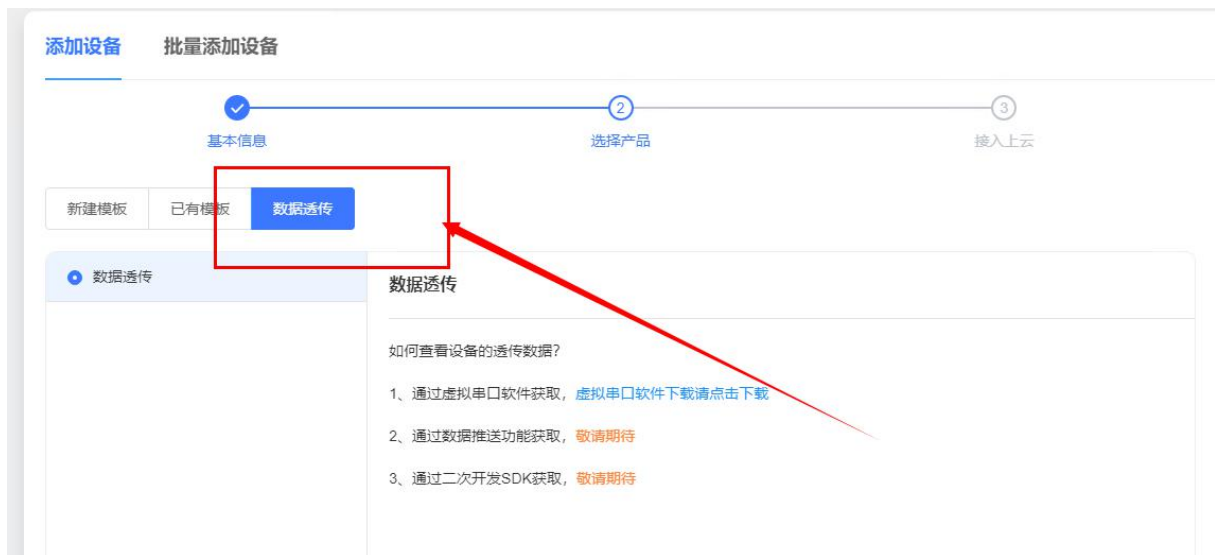 添加设备 批量添加设备
2 3
基本信息 选择产品 接入上云
新建模板 已有模板 数据透传
数据透传
数据透传
如何查看设备的透传数据?
1、通过虚拟串口软件获取，虚拟串口软件下载请点击下载
2、通过数据推送功能获取，敬请期待
3、通过二次开发SDK获取，敬请期待